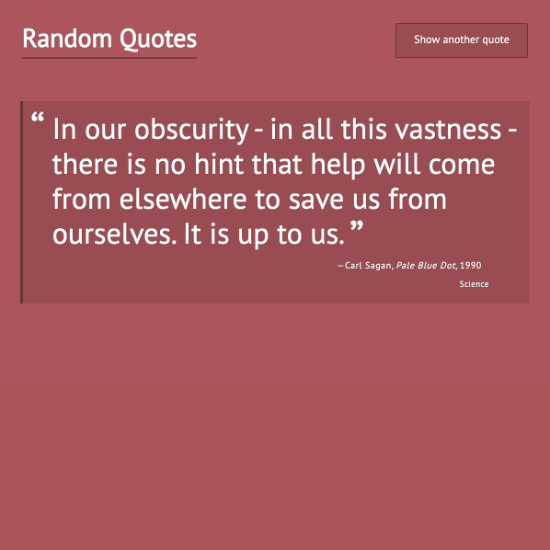 Random Quotes
Show another quote
“ In our obscurity - in all this vastness -
there is no hint that help will come
from elsewhere to save us from
ourselves. It is up to us. ”
—Carl Sagan, Pale Blue Dot, 1990
Science